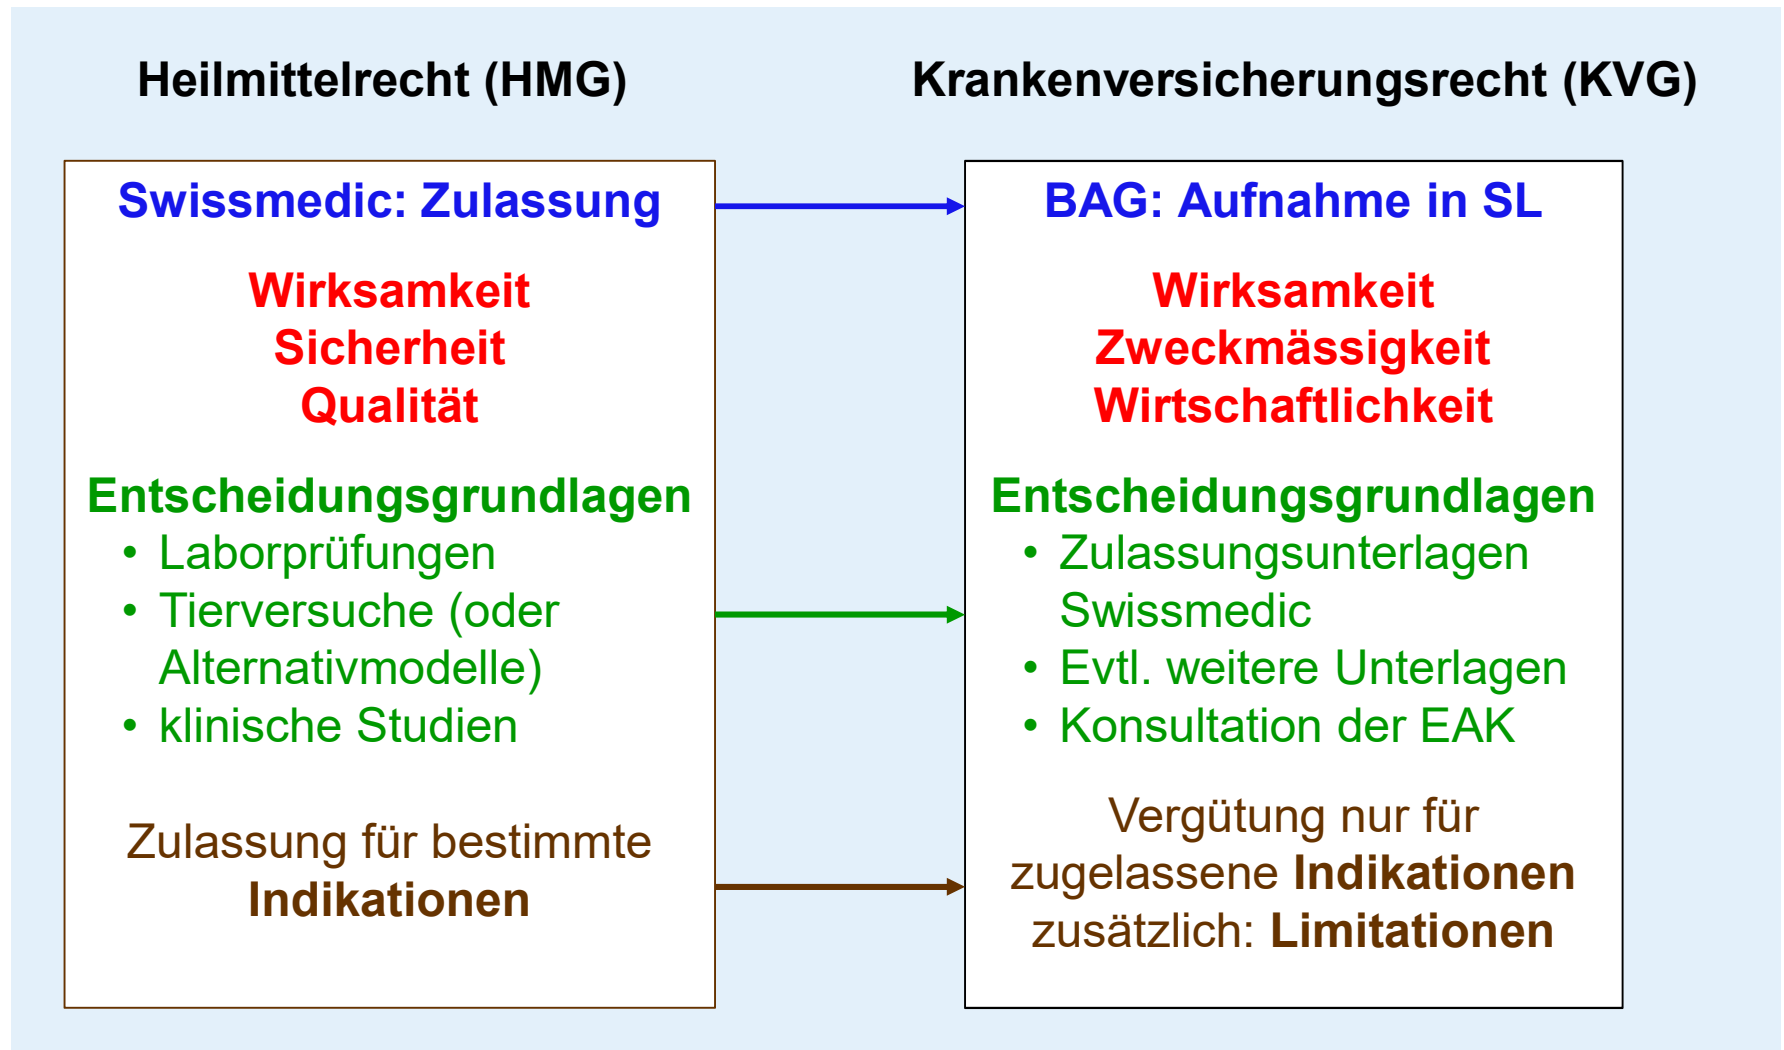 Heilmittelrecht (HMG)
Krankenversicherungsrecht (KVG)
Swissmedic: Zulassung
Wirksamkeit
Sicherheit
Qualität
Entscheidungsgrundlagen
• Laborprüfungen
• Tierversuche (oder
Alternativmodelle)
• klinische Studien
Zulassung für bestimmte
Indikationen
BAG: Aufnahme in SL
Wirksamkeit
Zweckmässigkeit
Wirtschaftlichkeit
Entscheidungsgrundlagen
• Zulassungsunterlagen
Swissmedic
• Evtl. weitere Unterlagen
• Konsultation der EAK
Vergütung nur für
zugelassene Indikationen
zusätzlich: Limitationen